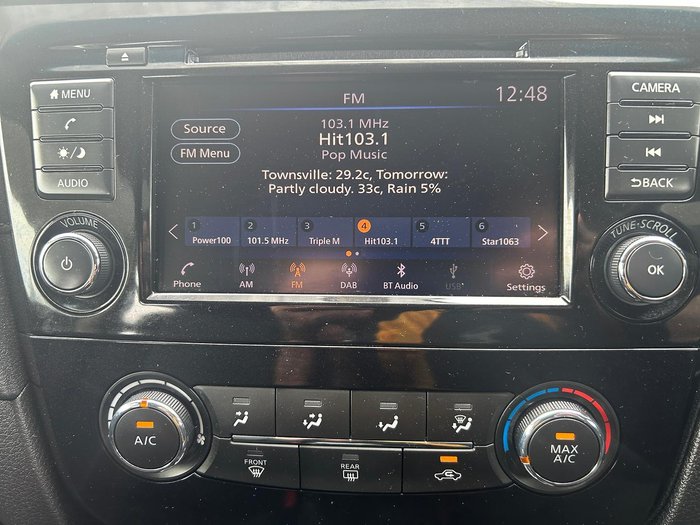 MENU
AUDIO
VOLUME
FM
12:48
Source
FM Menu
103.1 MHz
Hit103.1
Pop Music
Townsville: 29.2c, Tomorrow:
Partly cloudy. 33c, Rain 5%
1 Power100
2 101.5 MHz
3 Triple M
4 Hit103.1
5 4TTT
6 Star1063
Phone
AM
FM
DAB
BT Audio
USB
Settings
CAMERA
BACK
TUNE·SCROLL
OK
A/C
FRONT
REAR
MAX
A/C